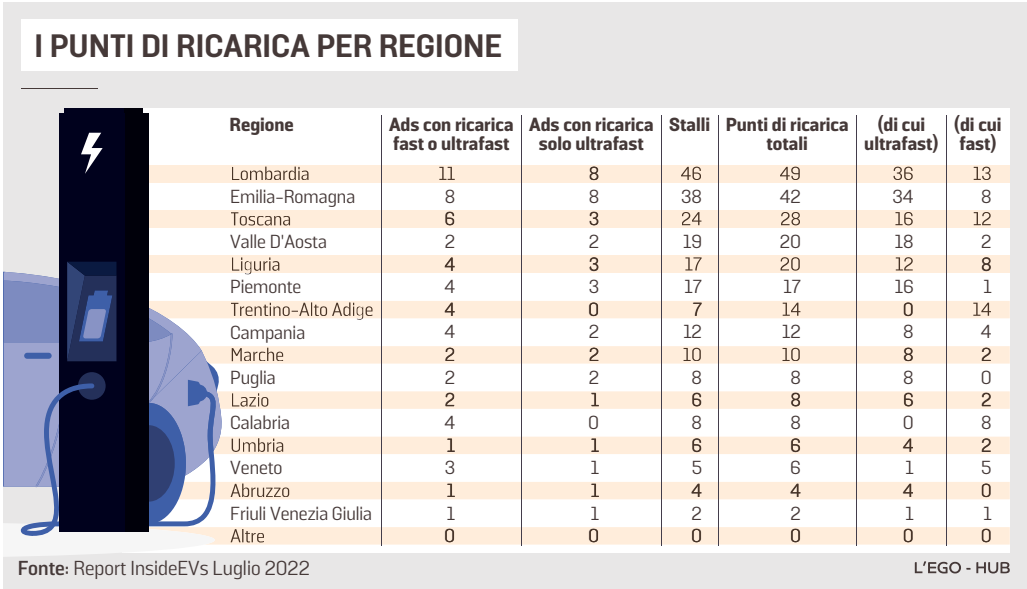 I PUNTI DI RICARICA PER REGIONE
Regione Ads con ricarica fast o ultrafast Ads con ricarica solo ultrafast Stalli Punti di ricarica totali (di cui ultrafast) (di cui fast)
Lombardia 11 8 46 49 36 13
Emilia-Romagna 8 8 38 42 34 8
Toscana 6 3 24 28 16 12
Valle D'Aosta 2 2 19 20 18 2
Liguria 4 3 17 20 12 8
Piemonte 4 3 17 17 16 1
Trentino-Alto Adige 4 0 7 14 0 14
Campania 4 2 12 12 8 4
Marche 2 2 10 10 8 2
Puglia 2 2 8 8 8 0
Lazio 2 1 6 8 6 2
Calabria 4 0 8 8 0 8
Umbria 1 1 6 6 4 2
Veneto 3 1 5 6 1 5
Abruzzo 1 1 4 4 4 0
Friuli Venezia Giulia 1 1 2 2 1 1
Altre 0 0 0 0 0 0
Fonte: Report InsideEVs Luglio 2022
L'EGO - HUB